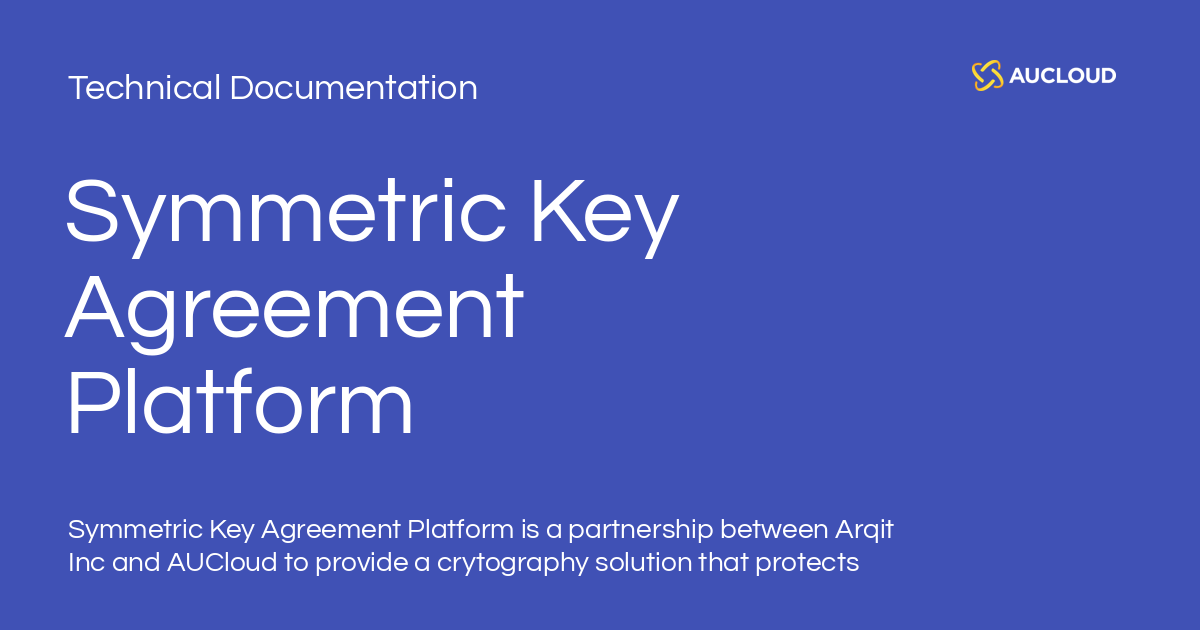 Technical Documentation
AUCLOUD
Symmetric Key
Agreement
Platform
Symmetric Key Agreement Platform is a partnership between Arqit
Inc and AUCloud to provide a crytography solution that protects